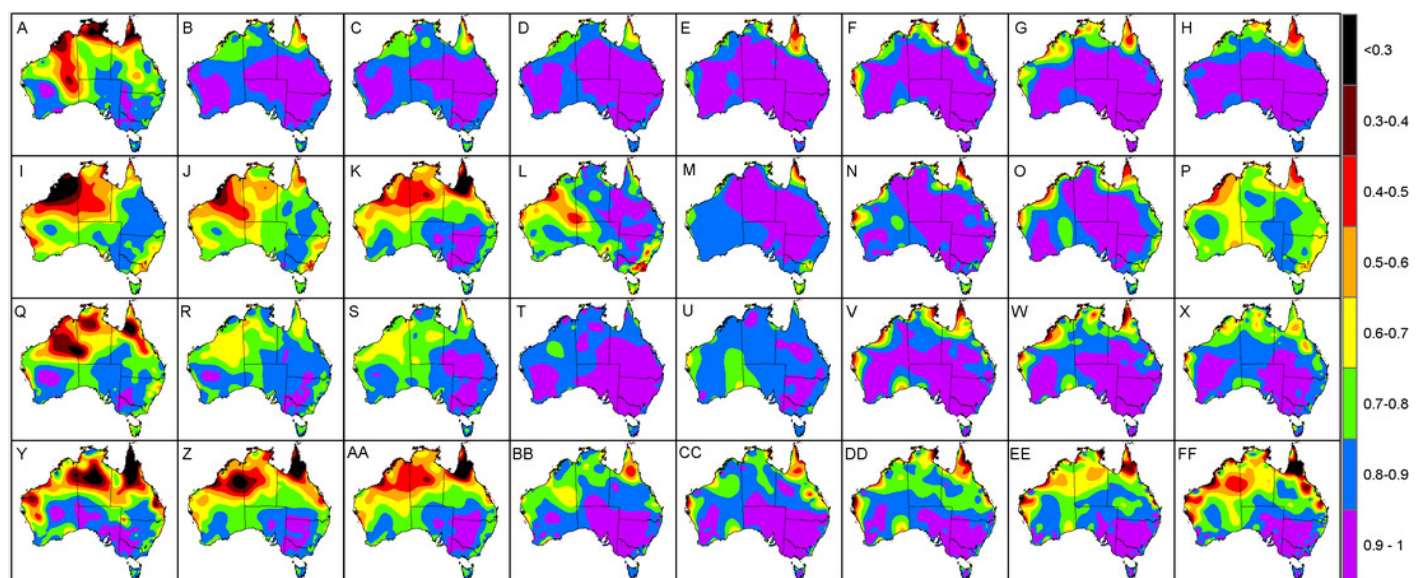 A B C D E F G H
<0.3
0.3-0.4
I J K L M N O P
0.4-0.5
0.5-0.6
Q R S T U V W X
0.6-0.7
0.7-0.8
Y Z AA BB CC DD EE FF
0.8-0.9
0.9 - 1